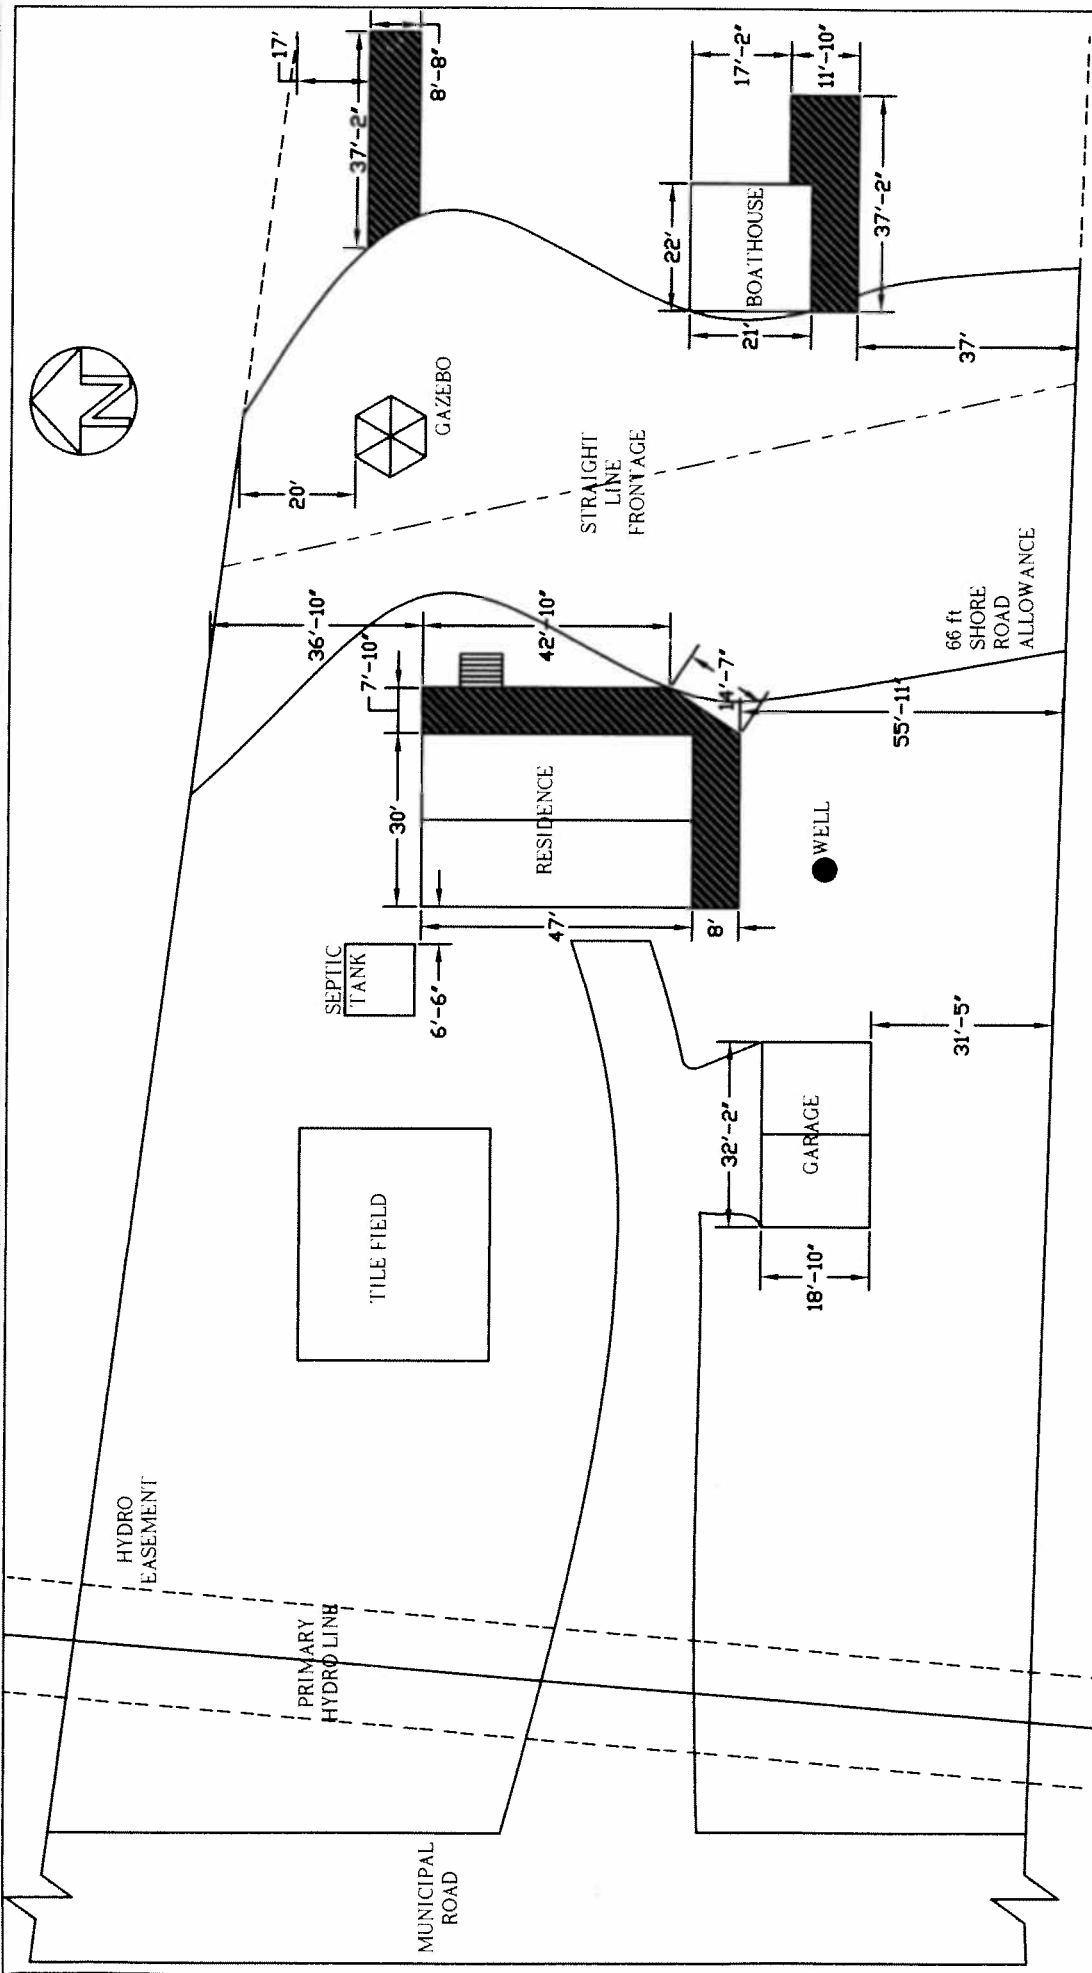 HYDRO
EASEMENT
PRIMARY
HYDRO LINE
MUNICIPAL
ROAD
TILE FIELD
SEPTIC
TANK
6'-6"
30'
7'-10"
36'-10"
42'-10"
RESIDENCE
47'
8'
14'-7"
55'-11"
WELL
32'-2"
GARAGE
18'-10"
31'-5"
20'
GAZEBO
STRAIGHT
LINE
FRONTAGE
66 ft
SHORE
ROAD
ALLOWANCE
N
17'
37'-2"
8'-8"
22'
BOATHOUSE
21'
17'-2"
11'-10"
37'-2"
37'